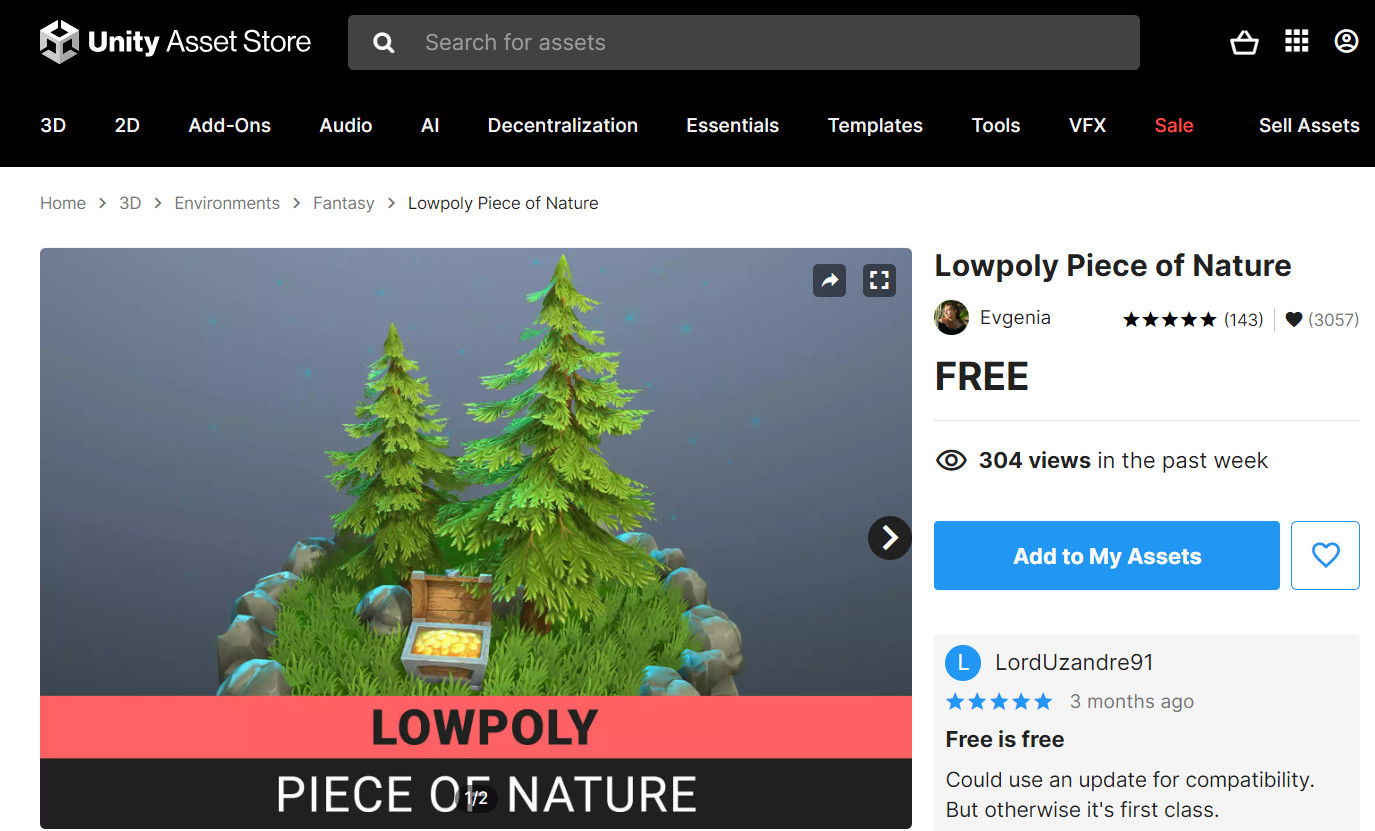 Unity Asset Store
Search for assets
3D 2D Add-Ons Audio AI Decentralization Essentials Templates Tools VFX Sale Sell Assets
Home > 3D > Environments > Fantasy > Lowpoly Piece of Nature
LOWPOLY
PIECE OF NATURE
1/2
Lowpoly Piece of Nature
Evgenia ★★★★★ (143) | ♥ (3057)
FREE
304 views in the past week
Add to My Assets
L LordUzandre91
★★★★★ 3 months ago
Free is free
Could use an update for compatibility.
But otherwise it's first class.